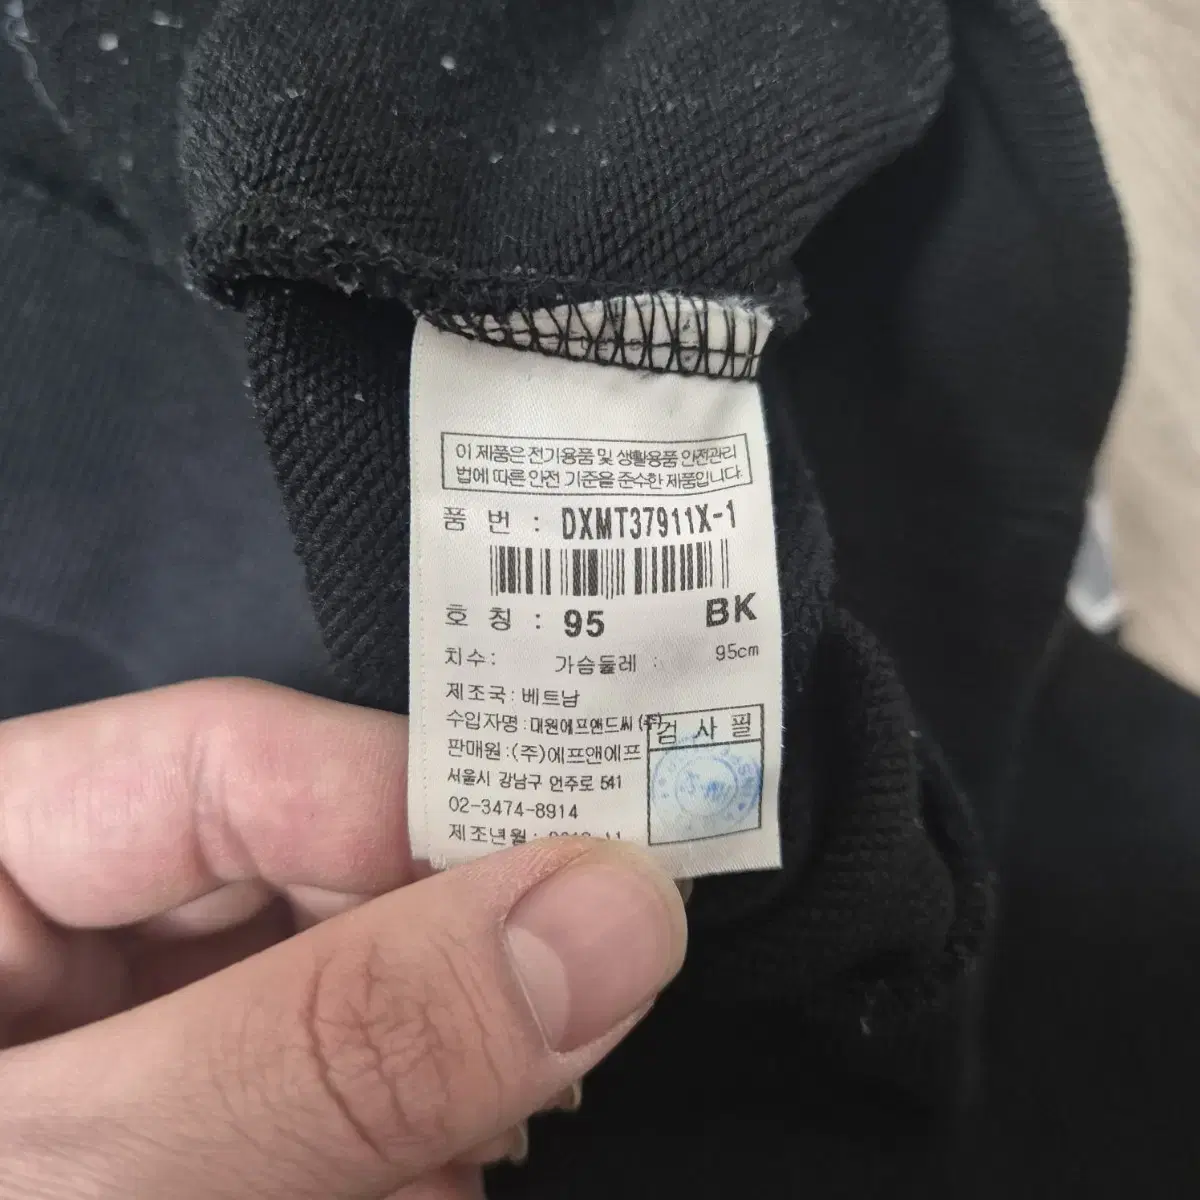 이 제품은 전기용품 및 생활용품 안전관리
법에 따른 안전 기준을 준수한 제품입니다.
품 번 : DXMT37911X-1
호 칭 : 95 BK
치수: 가슴둘레 : 95cm
제조국: 베트남
수입자명 : 대원에프앤드씨 (주)
검 사 필
판매원 :(주)에프앤에프
서울시 강남구 언주로 541
02-3474-8914
제조년월: